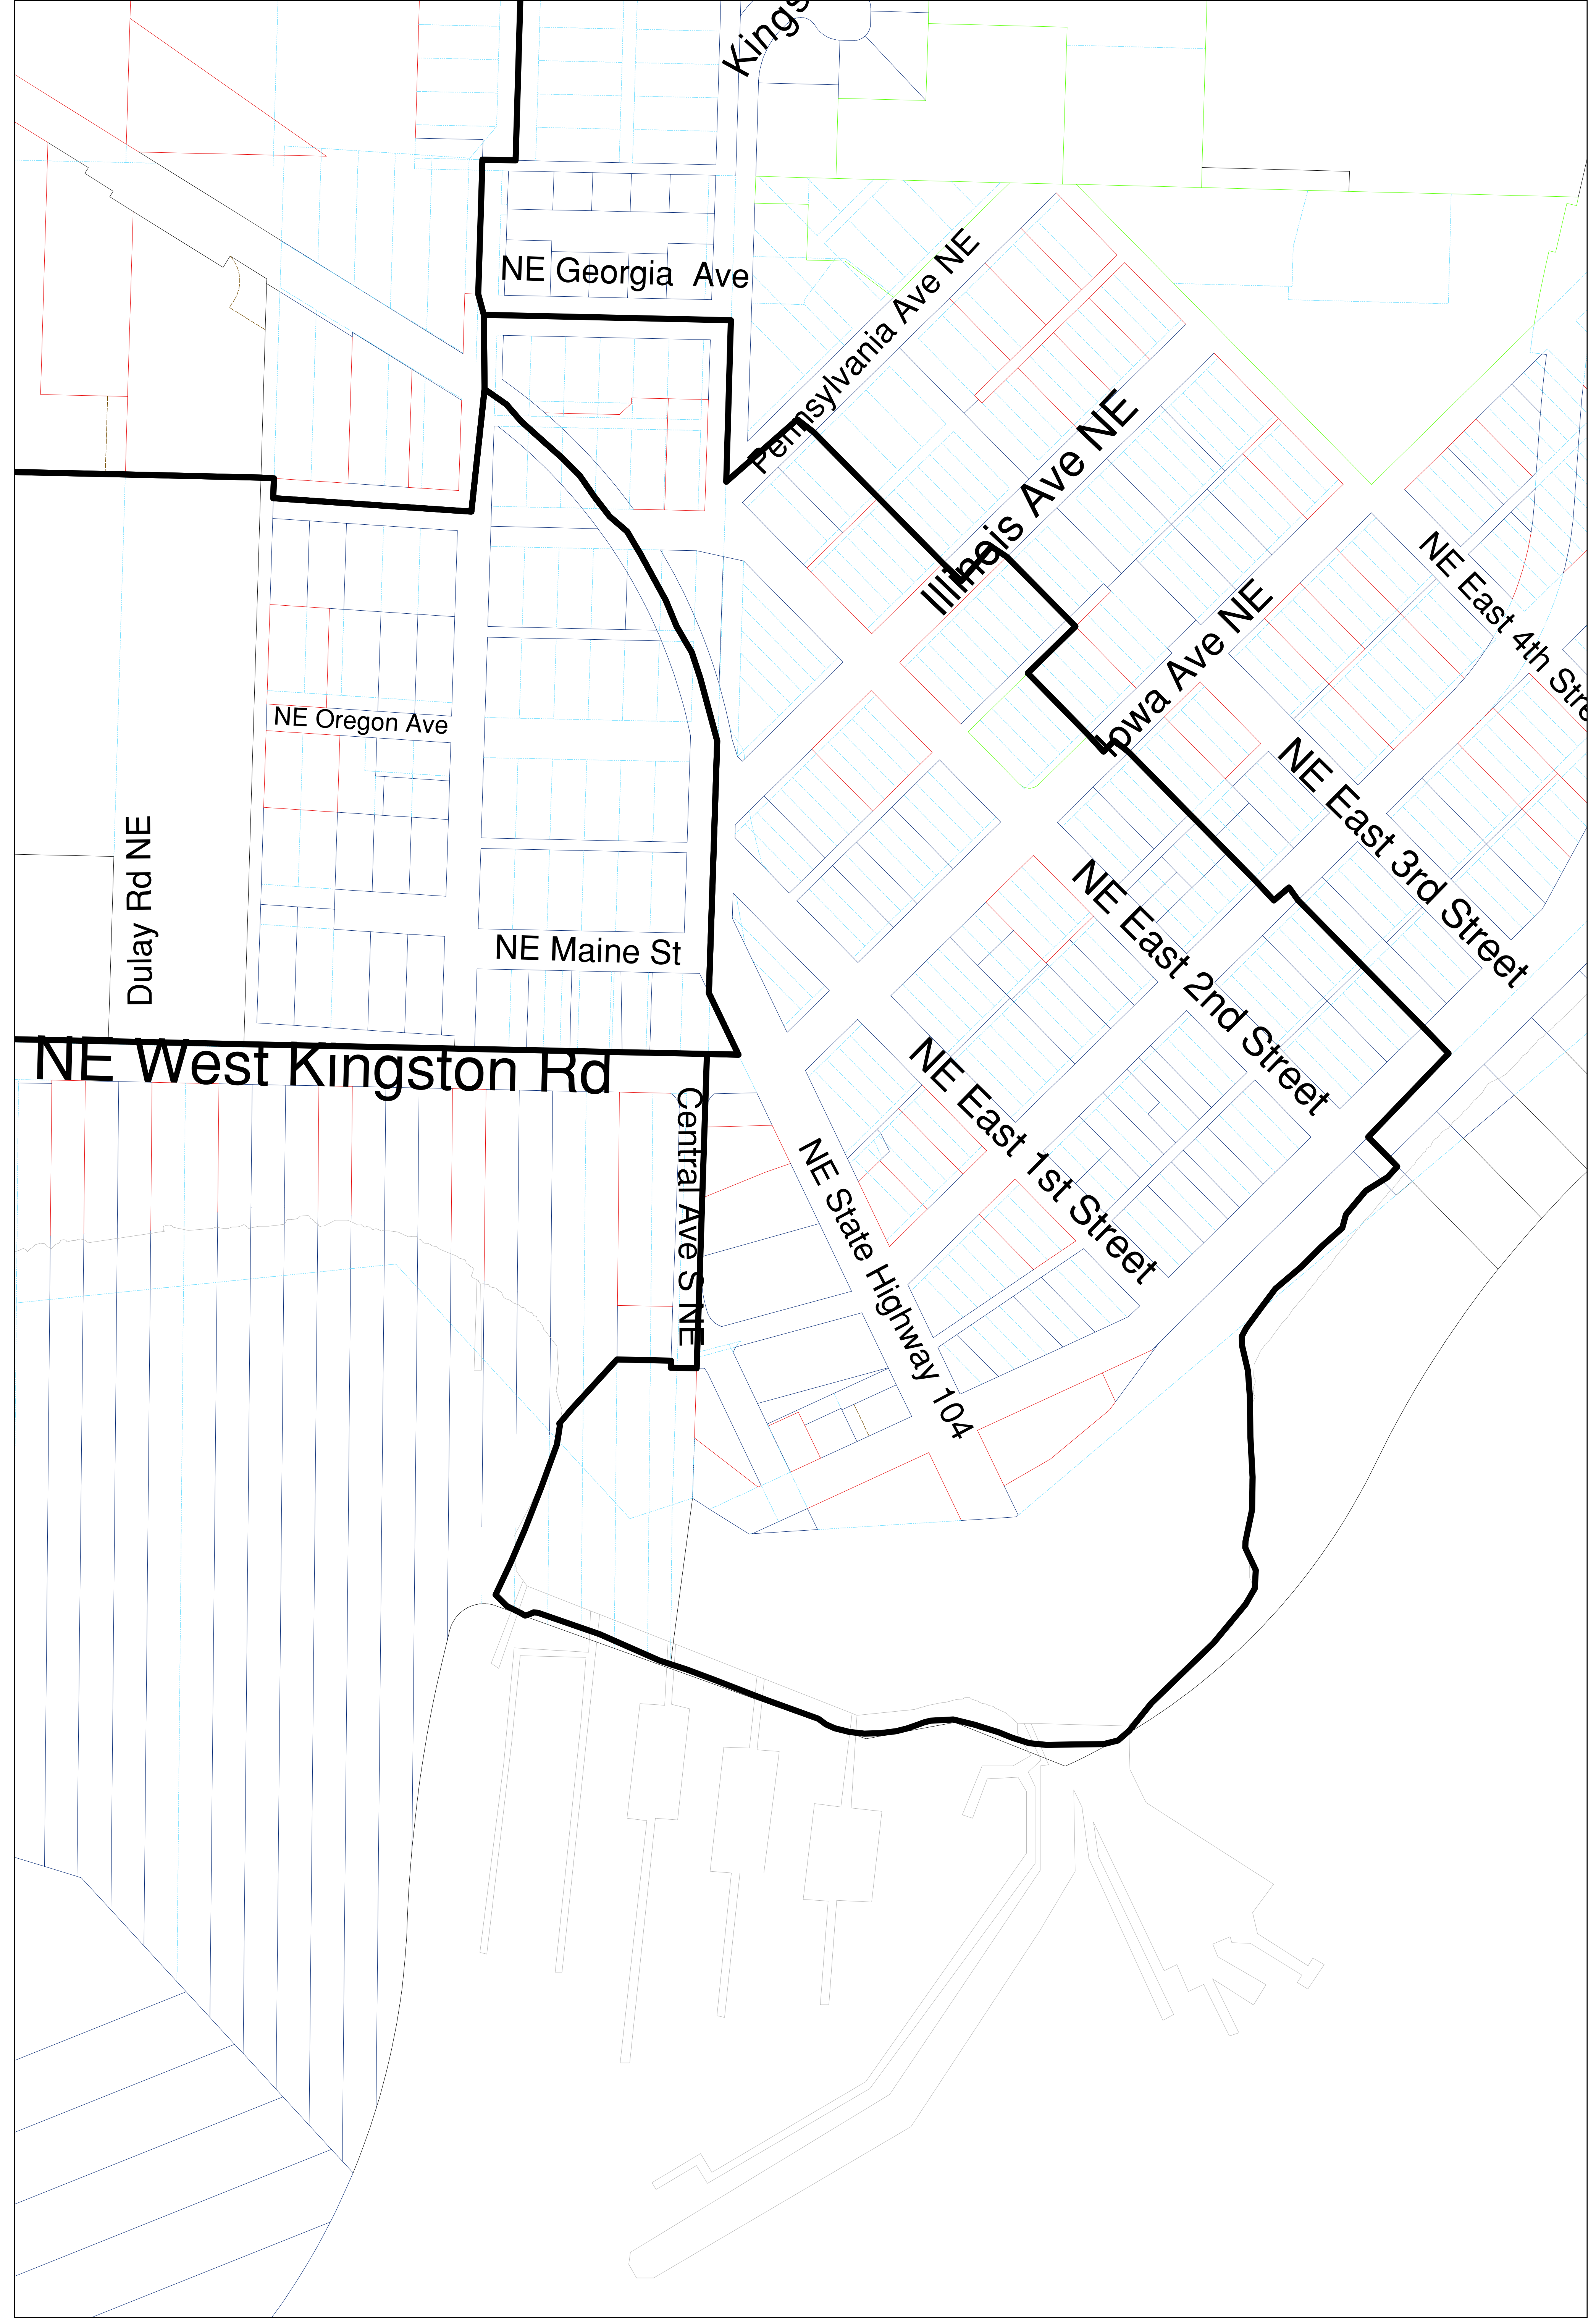 Kings
NE Georgia Ave
Pennsylvania Ave NE
Illinois Ave NE
NE East 4th Stre
Iowa Ave NE
NE Oregon Ave
NE East 3rd Street
Dulay Rd NE
NE Maine St
NE East 2nd Street
NE West Kingston Rd
NE East 1st Street
Central Ave S NE
NE State Highway 104